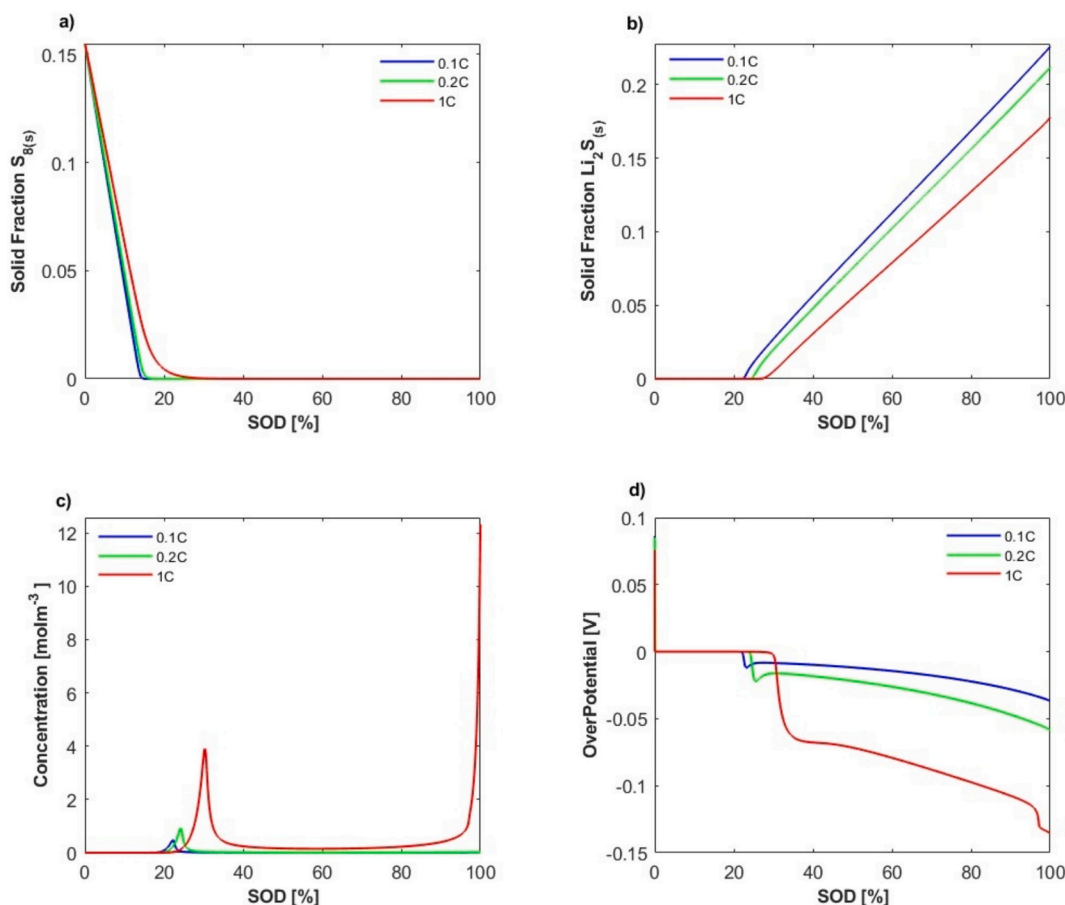 a)
0.15
0.1
0.05
0
Solid Fraction S8(s)
0.1C
0.2C
1C
0 20 40 60 80 100
SOD [%]
b)
0.2
0.15
0.1
0.05
0
Solid Fraction Li2S(s)
0.1C
0.2C
1C
0 20 40 60 80 100
SOD [%]
c)
12
10
8
6
4
2
0
Concentration [molm-3 ]
0.1C
0.2C
1C
0 20 40 60 80 100
SOD [%]
d)
0.1
0.05
0
-0.05
-0.1
-0.15
OverPotential [V]
0.1C
0.2C
1C
0 20 40 60 80 100
SOD [%]